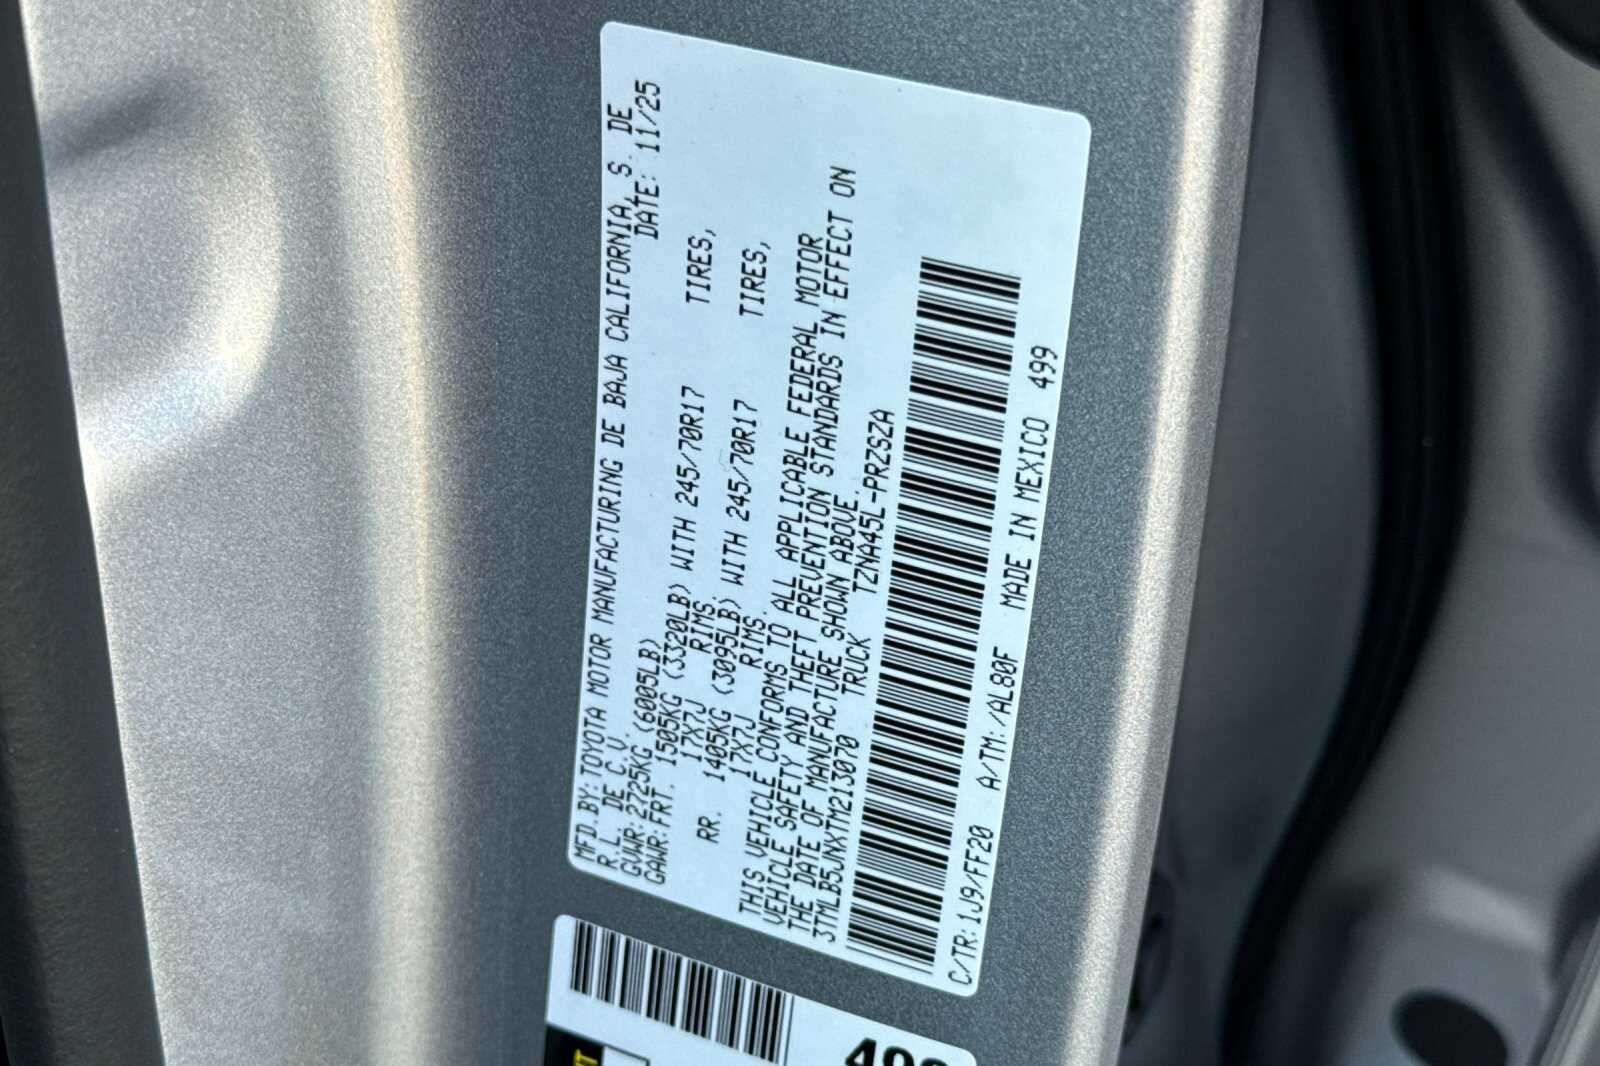 MFD.BY:TOYOTA MOTOR MANUFACTURING DE BAJA CALIFORNIA, S. DE
R.L. DE C.V. DATE: 11/25
GVWR:2725KG (6005LB)
GAWR:FRT. 1505KG (3320LB) WITH 245/70R17 TIRES,
17X7J RIMS
RR. 1405KG (3095LB) WITH 245/70R17 TIRES,
17X7J RIMS.
THIS VEHICLE CONFORMS TO ALL APPLICABLE FEDERAL MOTOR
VEHICLE SAFETY AND THEFT PREVENTION STANDARDS IN EFFECT ON
THE DATE OF MANUFACTURE SHOWN ABOVE.
3TMLB5JNXTM213070 TRUCK TZNA45L-PRZSZA
C/TR:1J9/FF20 A/TM:/AL80F MADE IN MEXICO 499